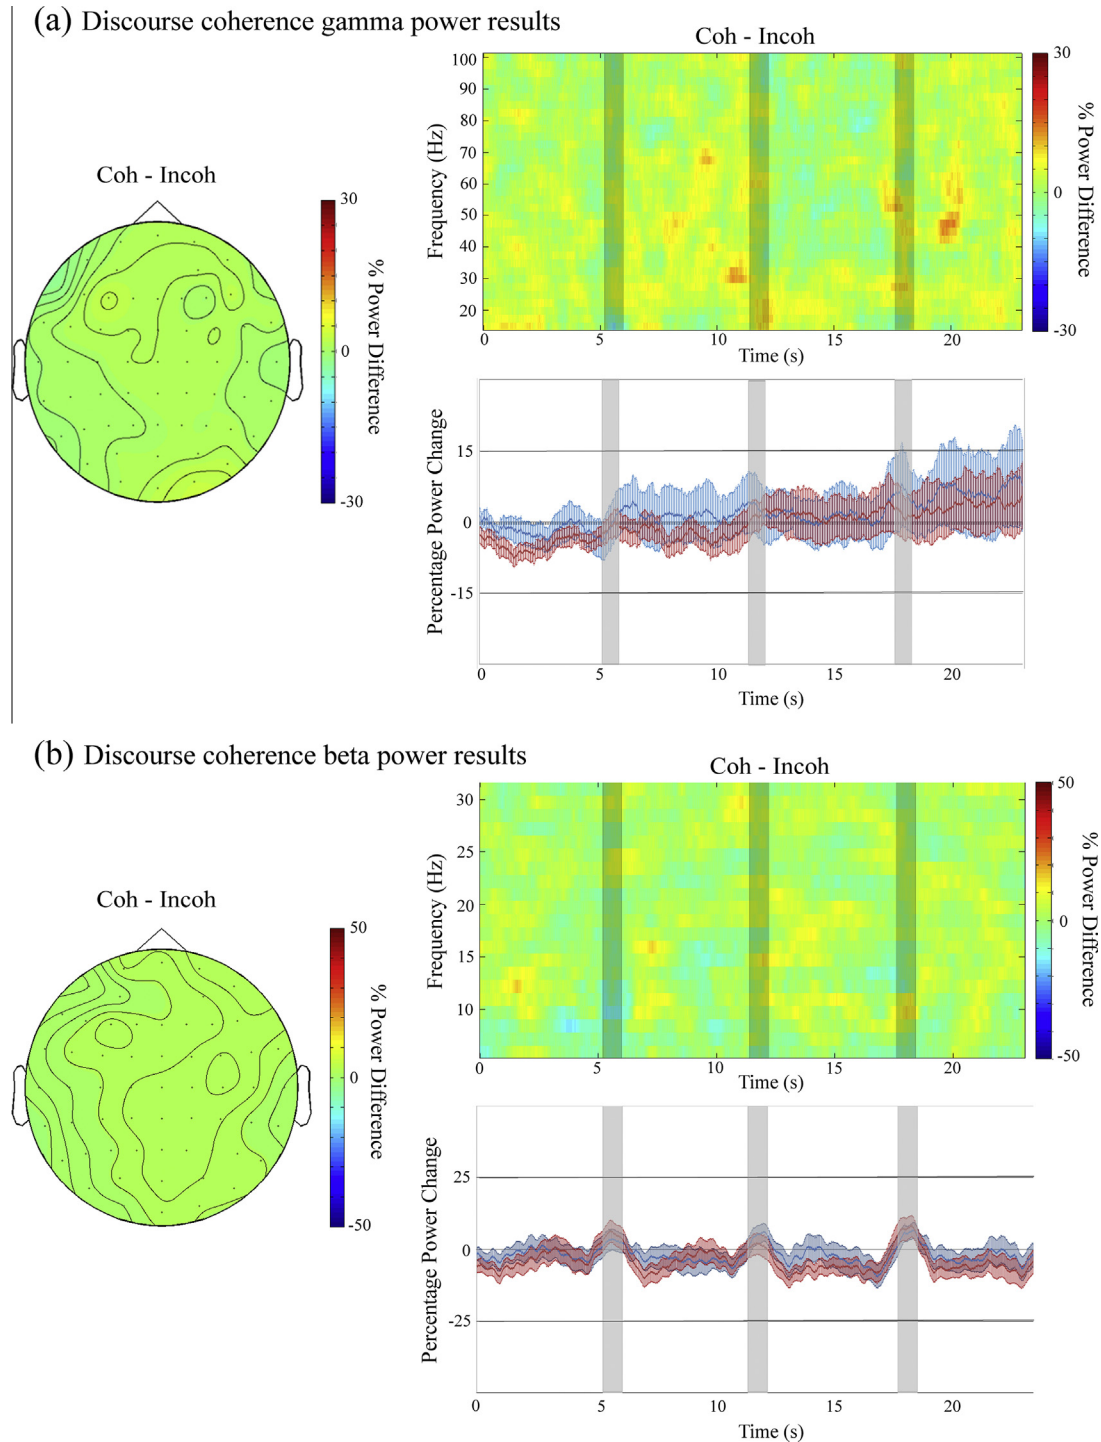 (a) Discourse coherence gamma power results
Coh - Incoh
30
0
-30
% Power Difference
Coh - Incoh
100
90
80
70
60
50
40
30
20
Frequency (Hz)
0 5 10 15 20
Time (s)
30
0
-30
% Power Difference
15
0
-15
Percentage Power Change
0 5 10 15 20
Time (s)
(b) Discourse coherence beta power results
Coh - Incoh
50
0
-50
% Power Difference
Coh - Incoh
30
25
20
15
10
Frequency (Hz)
0 5 10 15 20
Time (s)
50
0
-50
% Power Difference
25
0
-25
Percentage Power Change
0 5 10 15 20
Time (s)